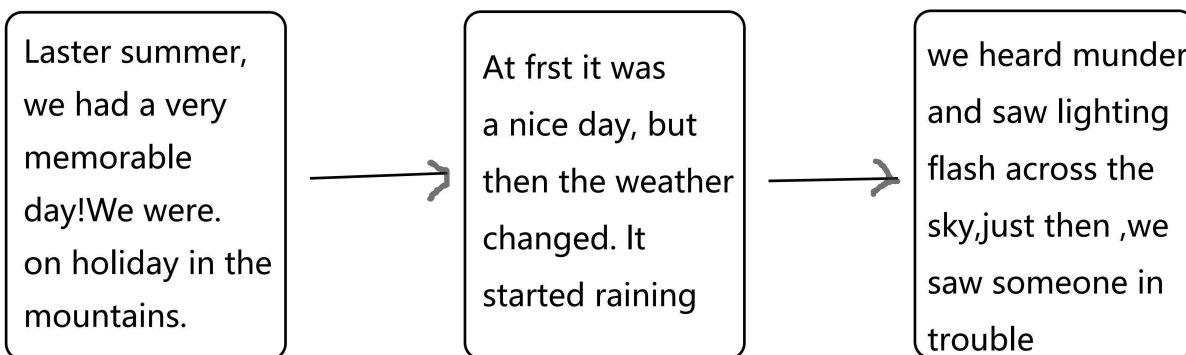 Laster summer,
we had a very
memorable
day!We were.
on holiday in the
mountains.
At frst it was
a nice day, but
then the weather
changed. It
started raining
we heard munder
and saw lighting
flash across the
sky,just then ,we
saw someone in
trouble